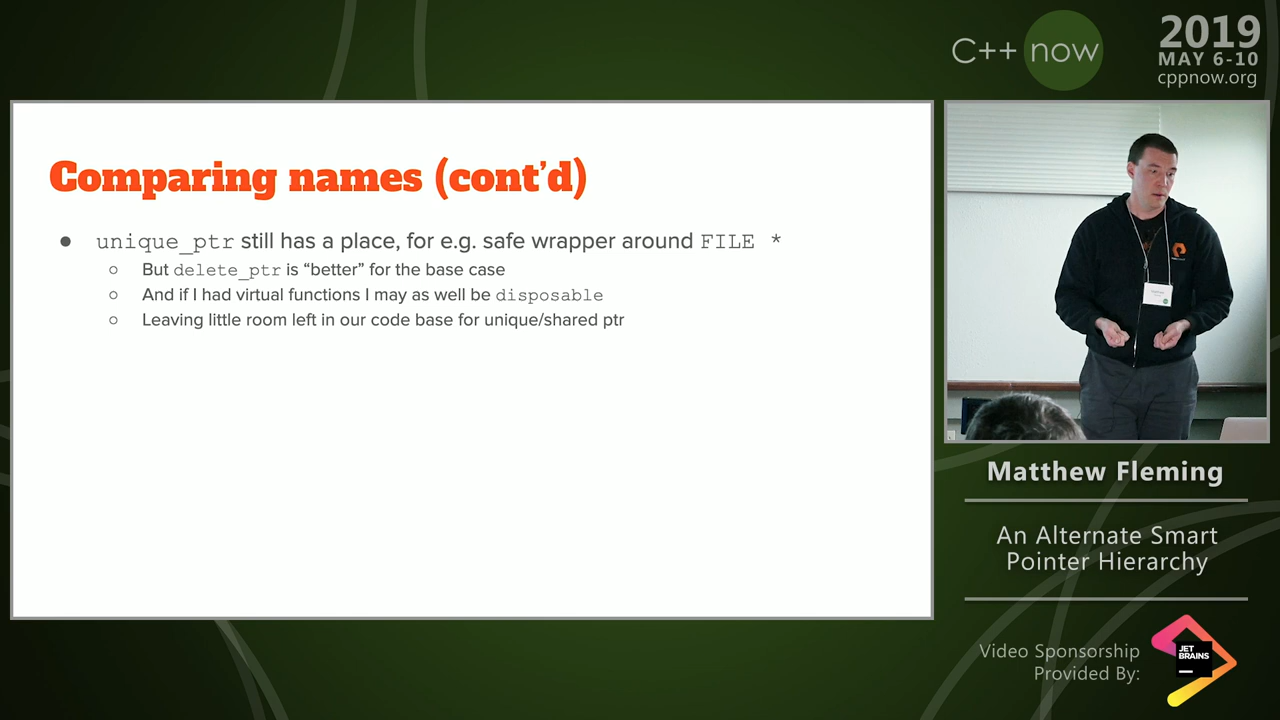 C++ now
2019
MAY 6-10
cppnow.org
Comparing names (cont’d)
● unique_ptr still has a place, for e.g. safe wrapper around FILE *
○ But delete_ptr is “better” for the base case
○ And if I had virtual functions I may as well be disposable
○ Leaving little room left in our code base for unique/shared ptr
Matthew Fleming
An Alternate Smart
Pointer Hierarchy
Video Sponsorship
Provided By:
JET
BRAINS